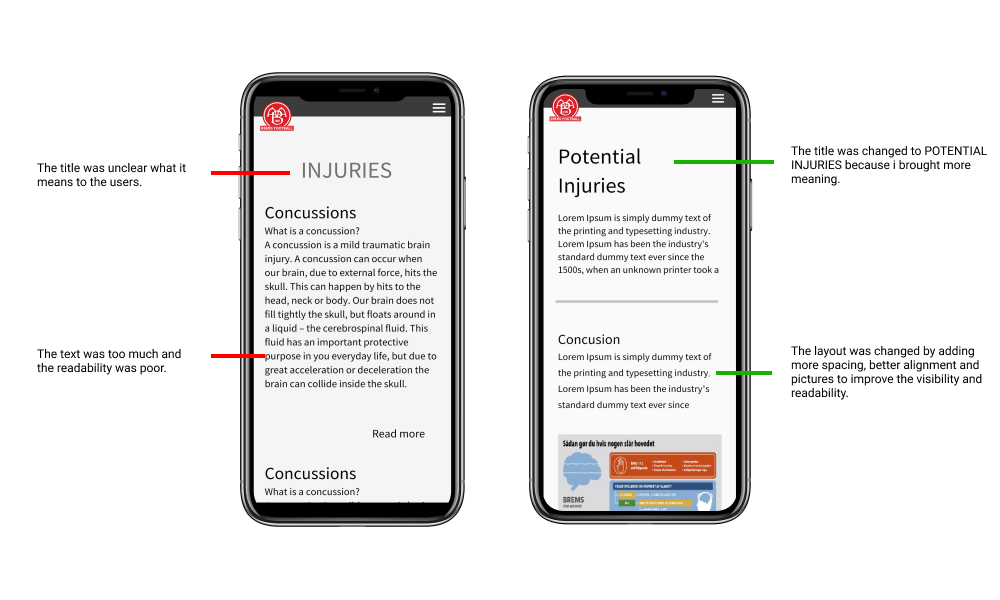 The title was unclear what it
means to the users.
The text was too much and
the readability was poor.
BREMS FOOTBALL
INJURIES
Concussions
What is a concussion?
A concussion is a mild traumatic brain
injury. A concussion can occur when
our brain, due to external force, hits the
skull. This can happen by hits to the
head, neck or body. Our brain does not
fill tightly the skull, but floats around in
a liquid – the cerebrospinal fluid. This
fluid has an important protective
purpose in you everyday life, but due to
great acceleration or deceleration the
brain can collide inside the skull.
Read more
Concussions
What is a concussion?
BREMS FOOTBALL
Potential
Injuries
Lorem Ipsum is simply dummy text of
the printing and typesetting industry.
Lorem Ipsum has been the industry's
standard dummy text ever since the
1500s, when an unknown printer took a
Concusion
Lorem Ipsum is simply dummy text of
the printing and typesetting industry.
Lorem Ipsum has been the industry's
standard dummy text ever since
Sådan gør du hvis nogen slår hovedet
BREMS
The title was changed to POTENTIAL
INJURIES because i brought more
meaning.
The layout was changed by adding
more spacing, better alignment and
pictures to improve the visibility and
readability.